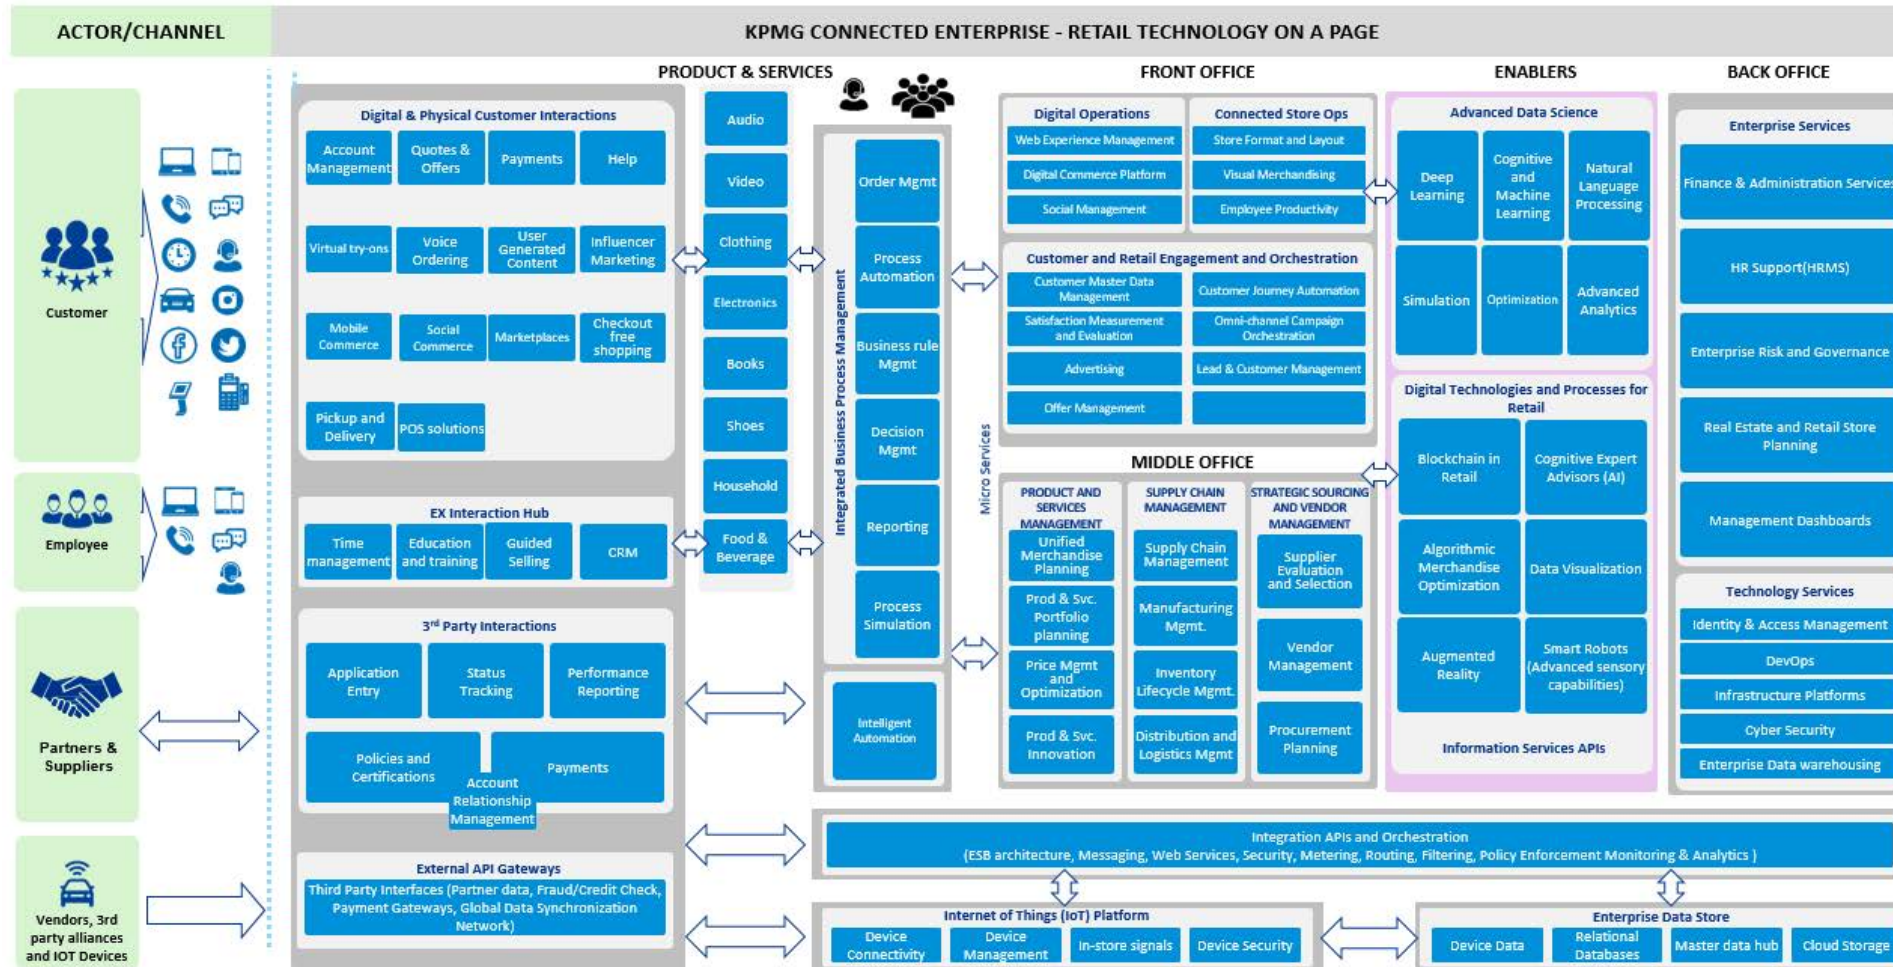 ACTOR/CHANNEL
KPMG CONNECTED ENTERPRISE - RETAIL TECHNOLOGY ON A PAGE
Customer
Employee
Partners &
Suppliers
Vendors, 3rd
party alliances
and IOT Devices
Digital & Physical Customer Interactions
Account
Management
Quotes &
Offers
Payments
Help
Virtual try-ons
Voice
Ordering
User
Generated
Content
Influencer
Marketing
Mobile
Commerce
Social
Commerce
Marketplaces
Checkout
free
shopping
Pickup and
Delivery
POS solutions
EX Interaction Hub
Time
management
Education
and training
Guided
Selling
CRM
3rd Party Interactions
Application
Entry
Status
Tracking
Performance
Reporting
Policies and
Certifications
Payments
Account
Relationship
Management
External API Gateways
Third Party Interfaces (Partner data, Fraud/Credit Check,
Payment Gateways, Global Data Synchronization
Network)
PRODUCT & SERVICES
Audio
Video
Clothing
Electronics
Books
Shoes
Household
Food &
Beverage
Integrated Business Process Management
Order Mgmt
Process
Automation
Business rule
Mgmt
Decision
Mgmt
Reporting
Process
Simulation
Intelligent
Automation
Micro Services
FRONT OFFICE
Digital Operations
Web Experience Management
Digital Commerce Platform
Social Management
Connected Store Ops
Store Format and Layout
Visual Merchandising
Employee Productivity
Customer and Retail Engagement and Orchestration
Customer Master Data
Management
Customer Journey Automation
Satisfaction Measurement
and Evaluation
Omni-channel Campaign
Orchestration
Advertising
Lead & Customer Management
Offer Management
MIDDLE OFFICE
PRODUCT AND
SERVICES
MANAGEMENT
Unified
Merchandise
Planning
Prod & Svc.
Portfolio
planning
Price Mgmt
and
Optimization
Prod & Svc.
Innovation
SUPPLY CHAIN
MANAGEMENT
Supply Chain
Management
Manufacturing
Mgmt.
Inventory
Lifecycle Mgmt.
Distribution and
Logistics Mgmt
STRATEGIC SOURCING
AND VENDOR
MANAGEMENT
Supplier
Evaluation
and Selection
Vendor
Management
Procurement
Planning
ENABLERS
Advanced Data Science
Deep
Learning
Cognitive
and
Machine
Learning
Natural
Language
Processing
Simulation
Optimization
Advanced
Analytics
Digital Technologies and Processes for
Retail
Blockchain in
Retail
Cognitive Expert
Advisors (AI)
Algorithmic
Merchandise
Optimization
Data Visualization
Augmented
Reality
Smart Robots
(Advanced sensory
capabilities)
Information Services APIs
BACK OFFICE
Enterprise Services
Finance & Administration Services
HR Support(HRMS)
Enterprise Risk and Governance
Real Estate and Retail Store
Planning
Management Dashboards
Technology Services
Identity & Access Management
DevOps
Infrastructure Platforms
Cyber Security
Enterprise Data warehousing
Integration APIs and Orchestration
(ESB architecture, Messaging, Web Services, Security, Metering, Routing, Filtering, Policy Enforcement Monitoring & Analytics )
Internet of Things (IoT) Platform
Device
Connectivity
Device
Management
In-store signals
Device Security
Enterprise Data Store
Device Data
Relational
Databases
Master data hub
Cloud Storage